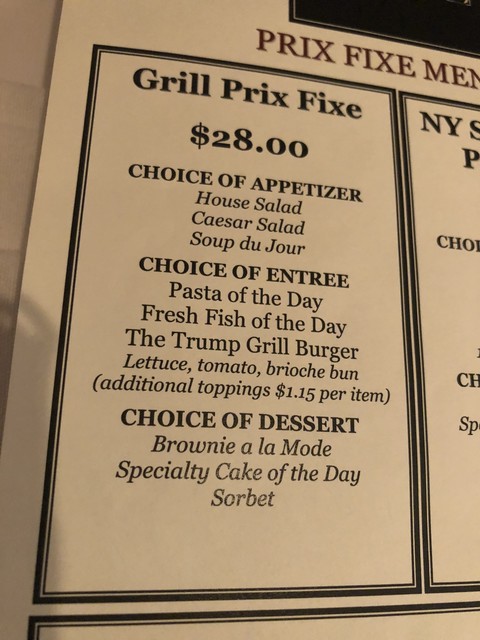 PRIX FIXE
Grill Prix Fixe
$28.00
CHOICE OF APPETIZER
House Salad
Caesar Salad
Soup du Jour
CHOICE OF ENTREE
Pasta of the Day
Fresh Fish of the Day
The Trump Grill Burger
Lettuce, tomato, brioche bun
(additional toppings $1.15 per item)
CHOICE OF DESSERT
Brownie a la Mode
Specialty Cake of the Day
Sorbet
NY